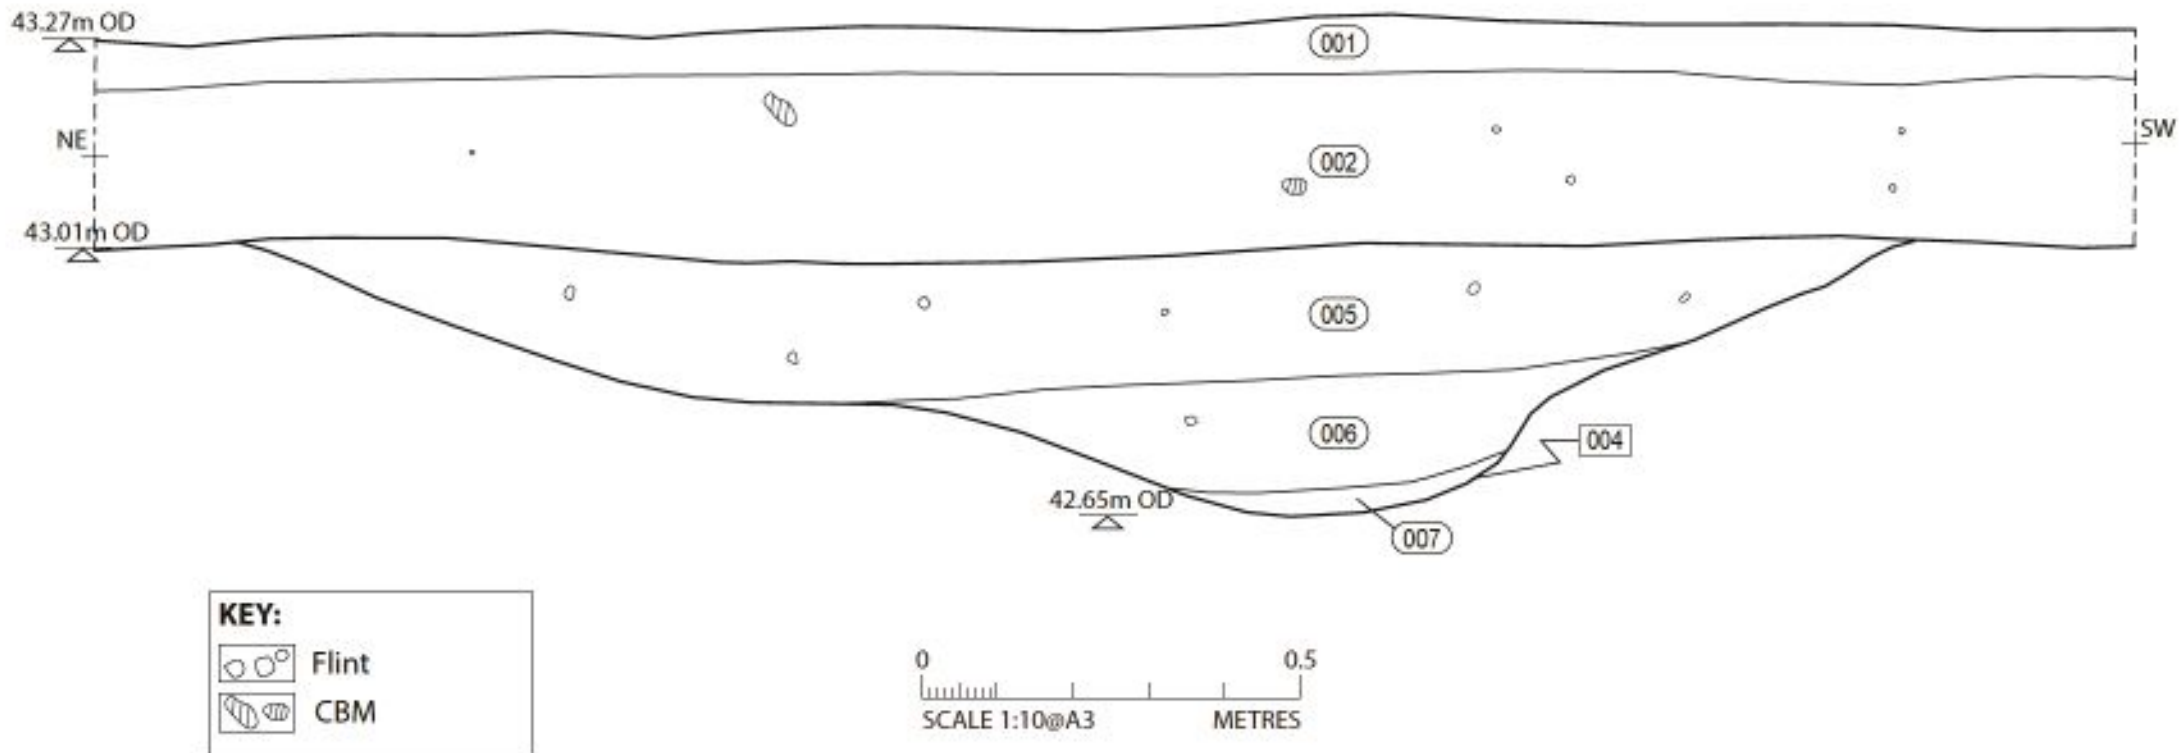 43.27m OD
001
NE
002
SW
43.01m OD
005
006
004
42.65m OD
007
KEY:
Flint
CBM
0 0.5
SCALE 1:10@A3 METRES